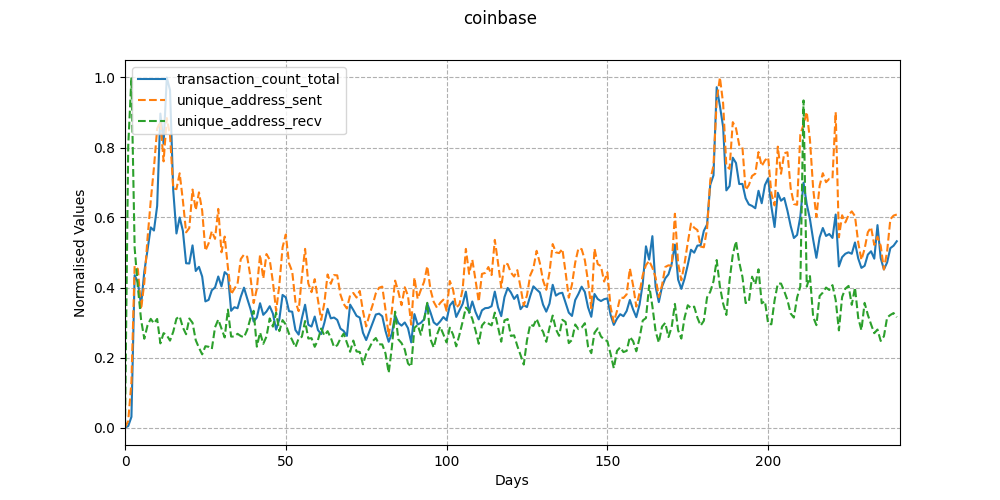 coinbase
transaction_count_total
unique_address_sent
unique_address_recv
1.0
0.8
0.6
0.4
0.2
0.0
Normalised Values
0 50 100 150 200
Days